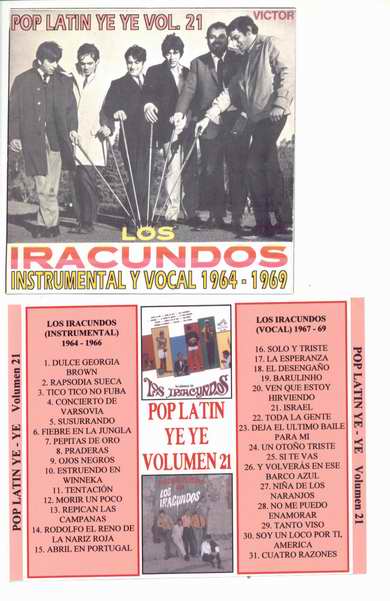 POP LATIN YE YE VOL. 21
VICTOR
LOS
IRACUNDOS
INSTRUMENTAL Y VOCAL 1964 - 1969
POP LATIN YE - YE Volumen 21
LOS IRACUNDOS
(INSTRUMENTAL)
1964 - 1966
1. DULCE GEORGIA
BROWN
2. RAPSODIA SUECA
3. TICO TICO NO FUBA
4. CONCIERTO DE
VARSOVIA
5. SUSURRANDO
6. FIEBRE EN LA JUNGLA
7. PEPITAS DE ORO
8. PRADERAS
9. OJOS NEGROS
10. ESTRUENDO EN
WINNEKA
11. TENTACIÓN
12. MORIR UN POCO
13. REPICAN LAS
CAMPANAS
14. RODOLFO EL RENO DE
LA NARIZ ROJA
15. ABRIL EN PORTUGAL
LOS IRACUNDOS
POP LATIN
YE YE
VOLUMEN 21
LOS
IRACUNDOS
LOS IRACUNDOS
(VOCAL) 1967 - 69
16. SOLO Y TRISTE
17. LA ESPERANZA
18. EL DESENGAÑO
19. BARULINHO
20. VEN QUE ESTOY
HIRVIENDO
21. ISRAEL
22. TODA LA GENTE
23. DEJA EL ULTIMO BAILE
PARA MI
24. UN OTOÑO TRISTE
25. SI TE VAS
26. Y VOLVERÁS EN ESE
BARCO AZUL
27. NIÑA DE LOS
NARANJOS
28. NO ME PUEDO
ENAMORAR
29. TANTO VISO
30. SOY UN LOCO POR TI,
AMERICA
31. CUATRO RAZONES
POP LATIN YE - YE Volumen 21